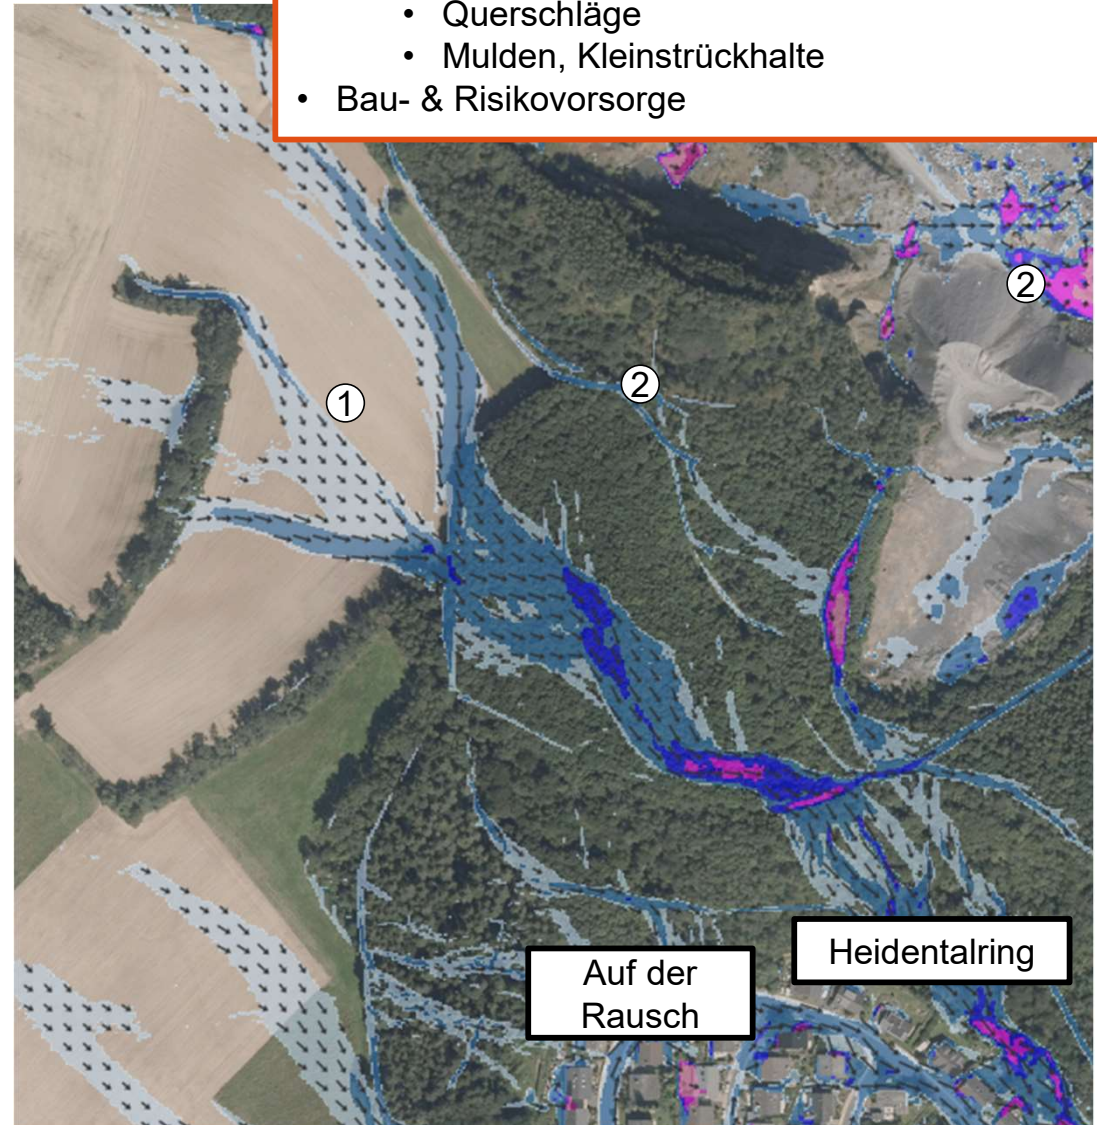 • Querschläge
• Mulden, Kleinstrückhalte
• Bau- & Risikovorsorge
2
2
1
Heidentalring
Auf der
Rausch